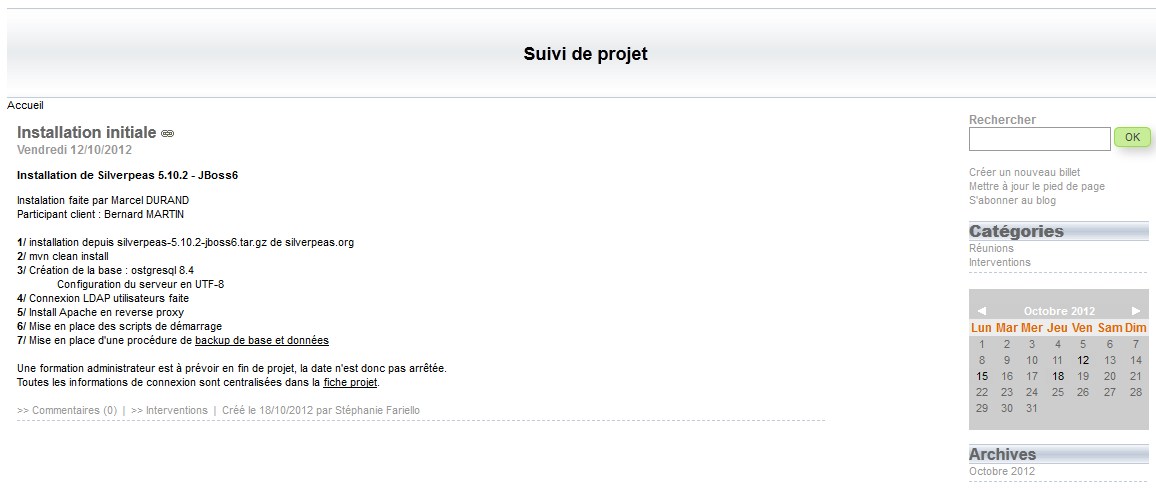 Suivi de projet
Accueil
Installation initiale
Vendredi 12/10/2012
Installation de Silverpeas 5.10.2 - JBoss6
Instalation faite par Marcel DURAND
Participant client : Bernard MARTIN
1/ installation depuis silverpeas-5.10.2-jboss6.tar.gz de silverpeas.org
2/ mvn clean install
3/ Création de la base : ostgresql 8.4
Configuration du serveur en UTF-8
4/ Connexion LDAP utilisateurs faite
5/ Install Apache en reverse proxy
6/ Mise en place des scripts de démarrage
7/ Mise en place d'une procédure de backup de base et données
Une formation administrateur est à prévoir en fin de projet, la date n'est donc pas arrêtée.
Toutes les informations de connexion sont centralisées dans la fiche projet.
>> Commentaires (0) | >> Interventions | Créé le 18/10/2012 par Stéphanie Fariello
Rechercher
OK
Créer un nouveau billet
Mettre à jour le pied de page
S'abonner au blog
Catégories
Réunions
Interventions
◄ Octobre 2012 ►
Lun Mar Mer Jeu Ven Sam Dim
1 2 3 4 5 6 7
8 9 10 11 12 13 14
15 16 17 18 19 20 21
22 23 24 25 26 27 28
29 30 31
Archives
Octobre 2012